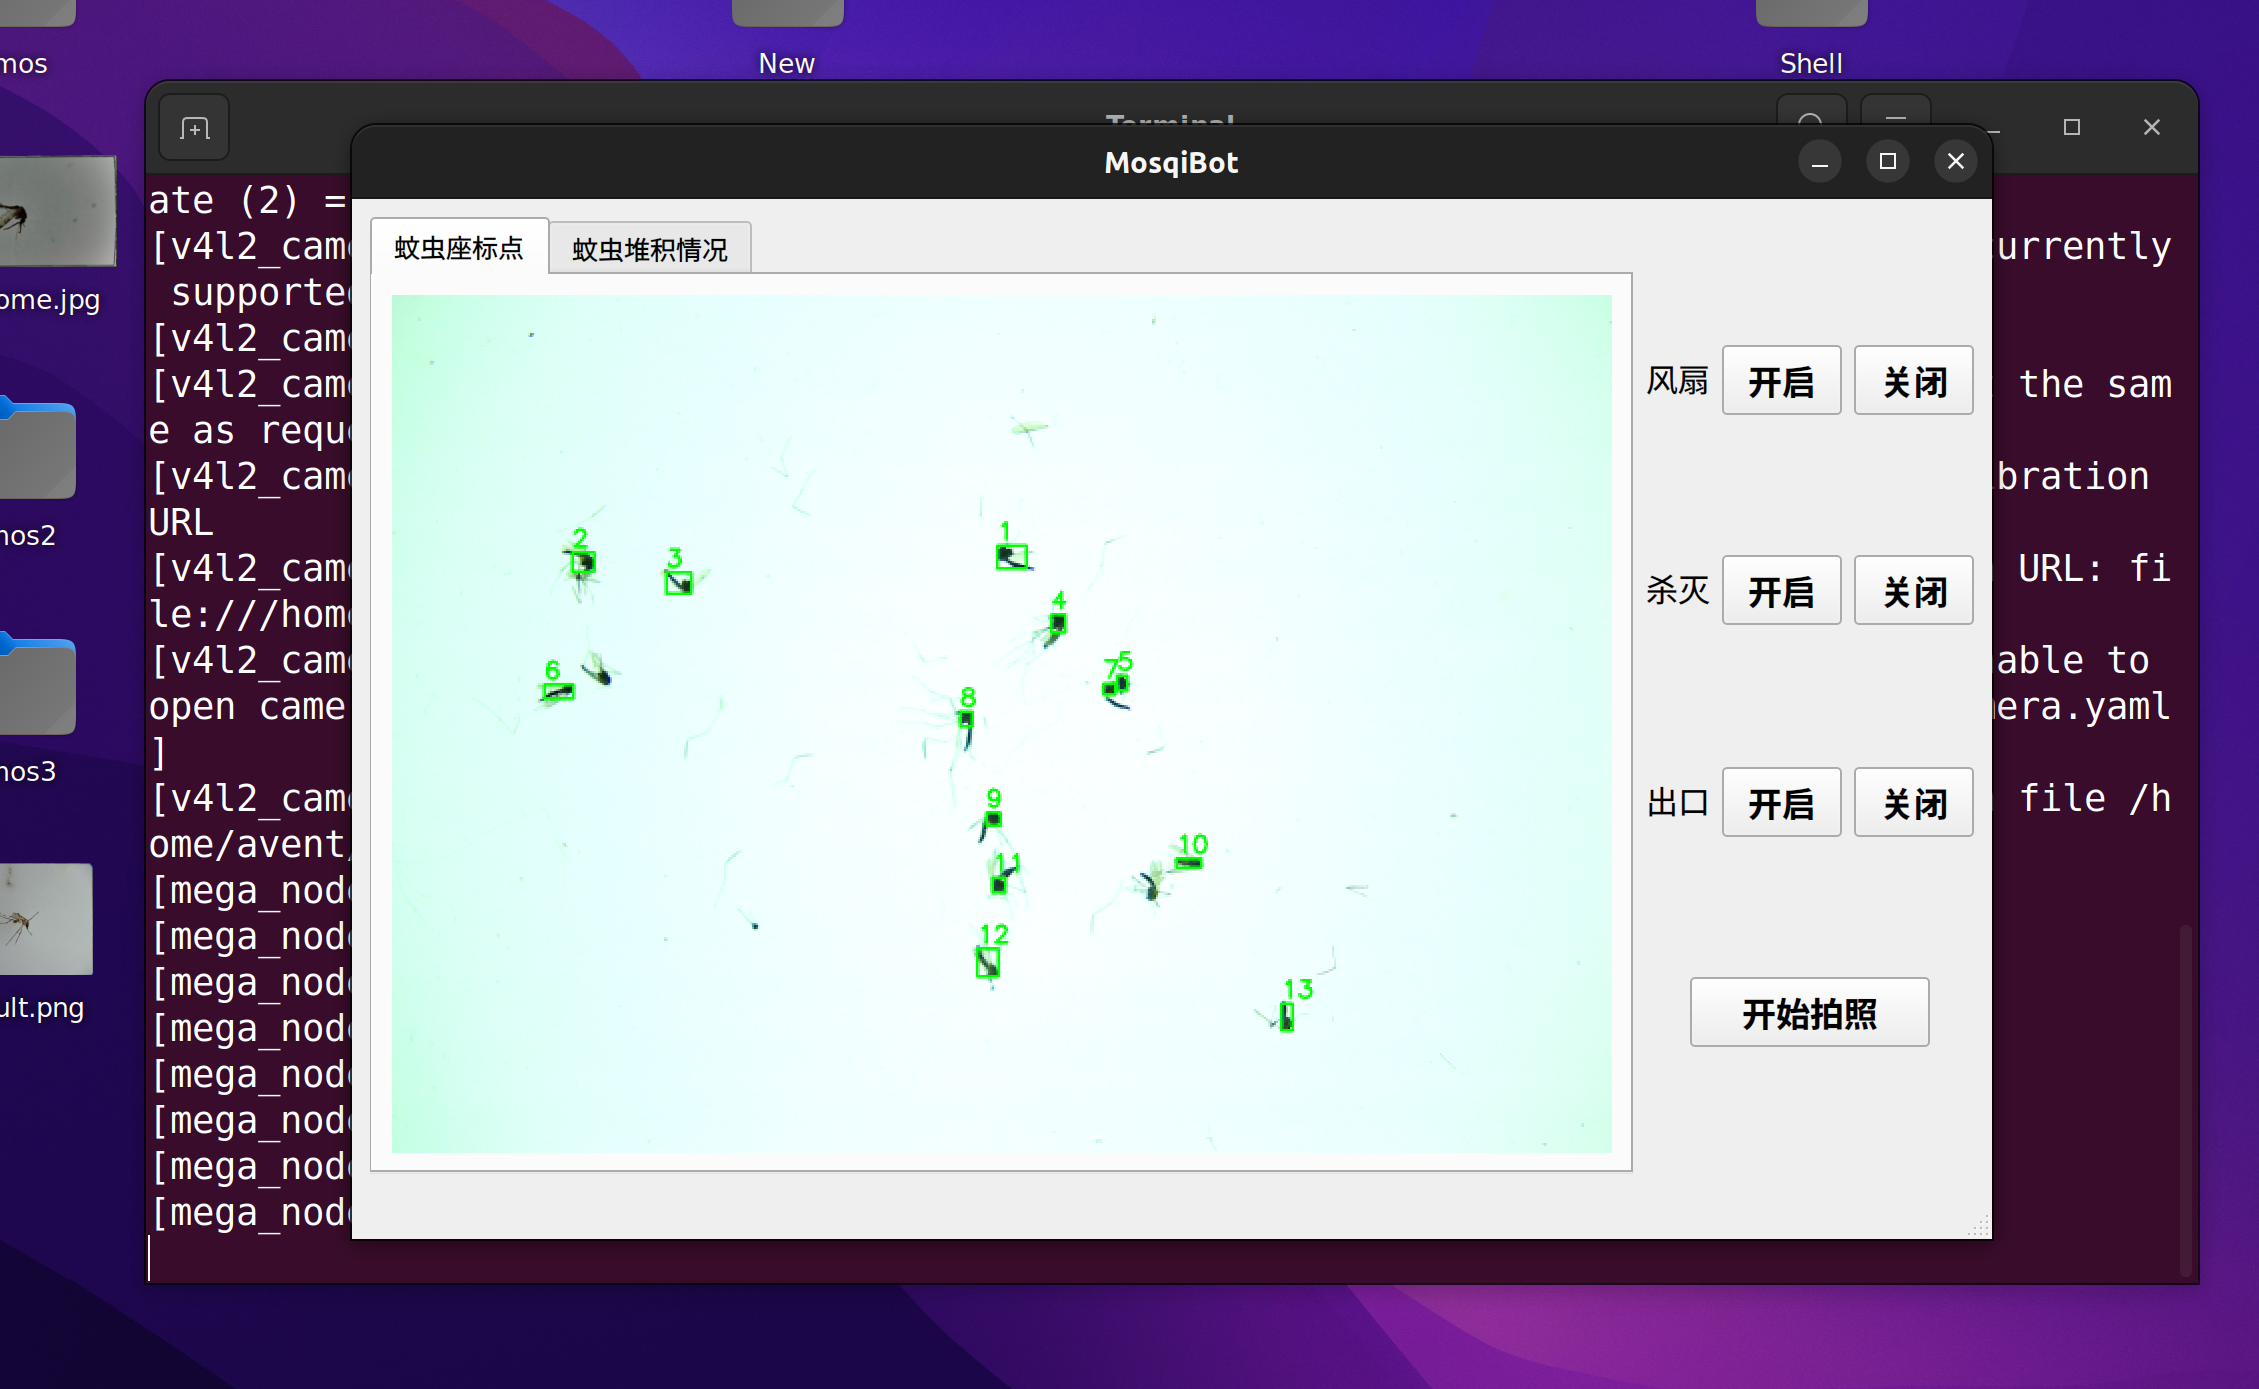 New
Shell
MosqiBot
ome.jpg
ult.png
ate (2) =
[v4l2_cam
urrently
supporte
[v4l2_cam
[v4l2_cam
the sam
e as requ
[v4l2_cam
bration
URL
[v4l2_cam
URL: fi
le:///hom
[v4l2_cam
able to
open came
era.yaml
]
[v4l2_cam
file /h
ome/avent/
[mega_nod
[mega_nod
[mega_nod
[mega_nod
[mega_nod
[mega_nod
[mega_nod
[mega_nod
蚊虫座标点
蚊虫堆积情况
1
2
3
4
5
6
7
8
9
10
11
12
13
风扇 开启 关闭
杀灭 开启 关闭
出口 开启 关闭
开始拍照